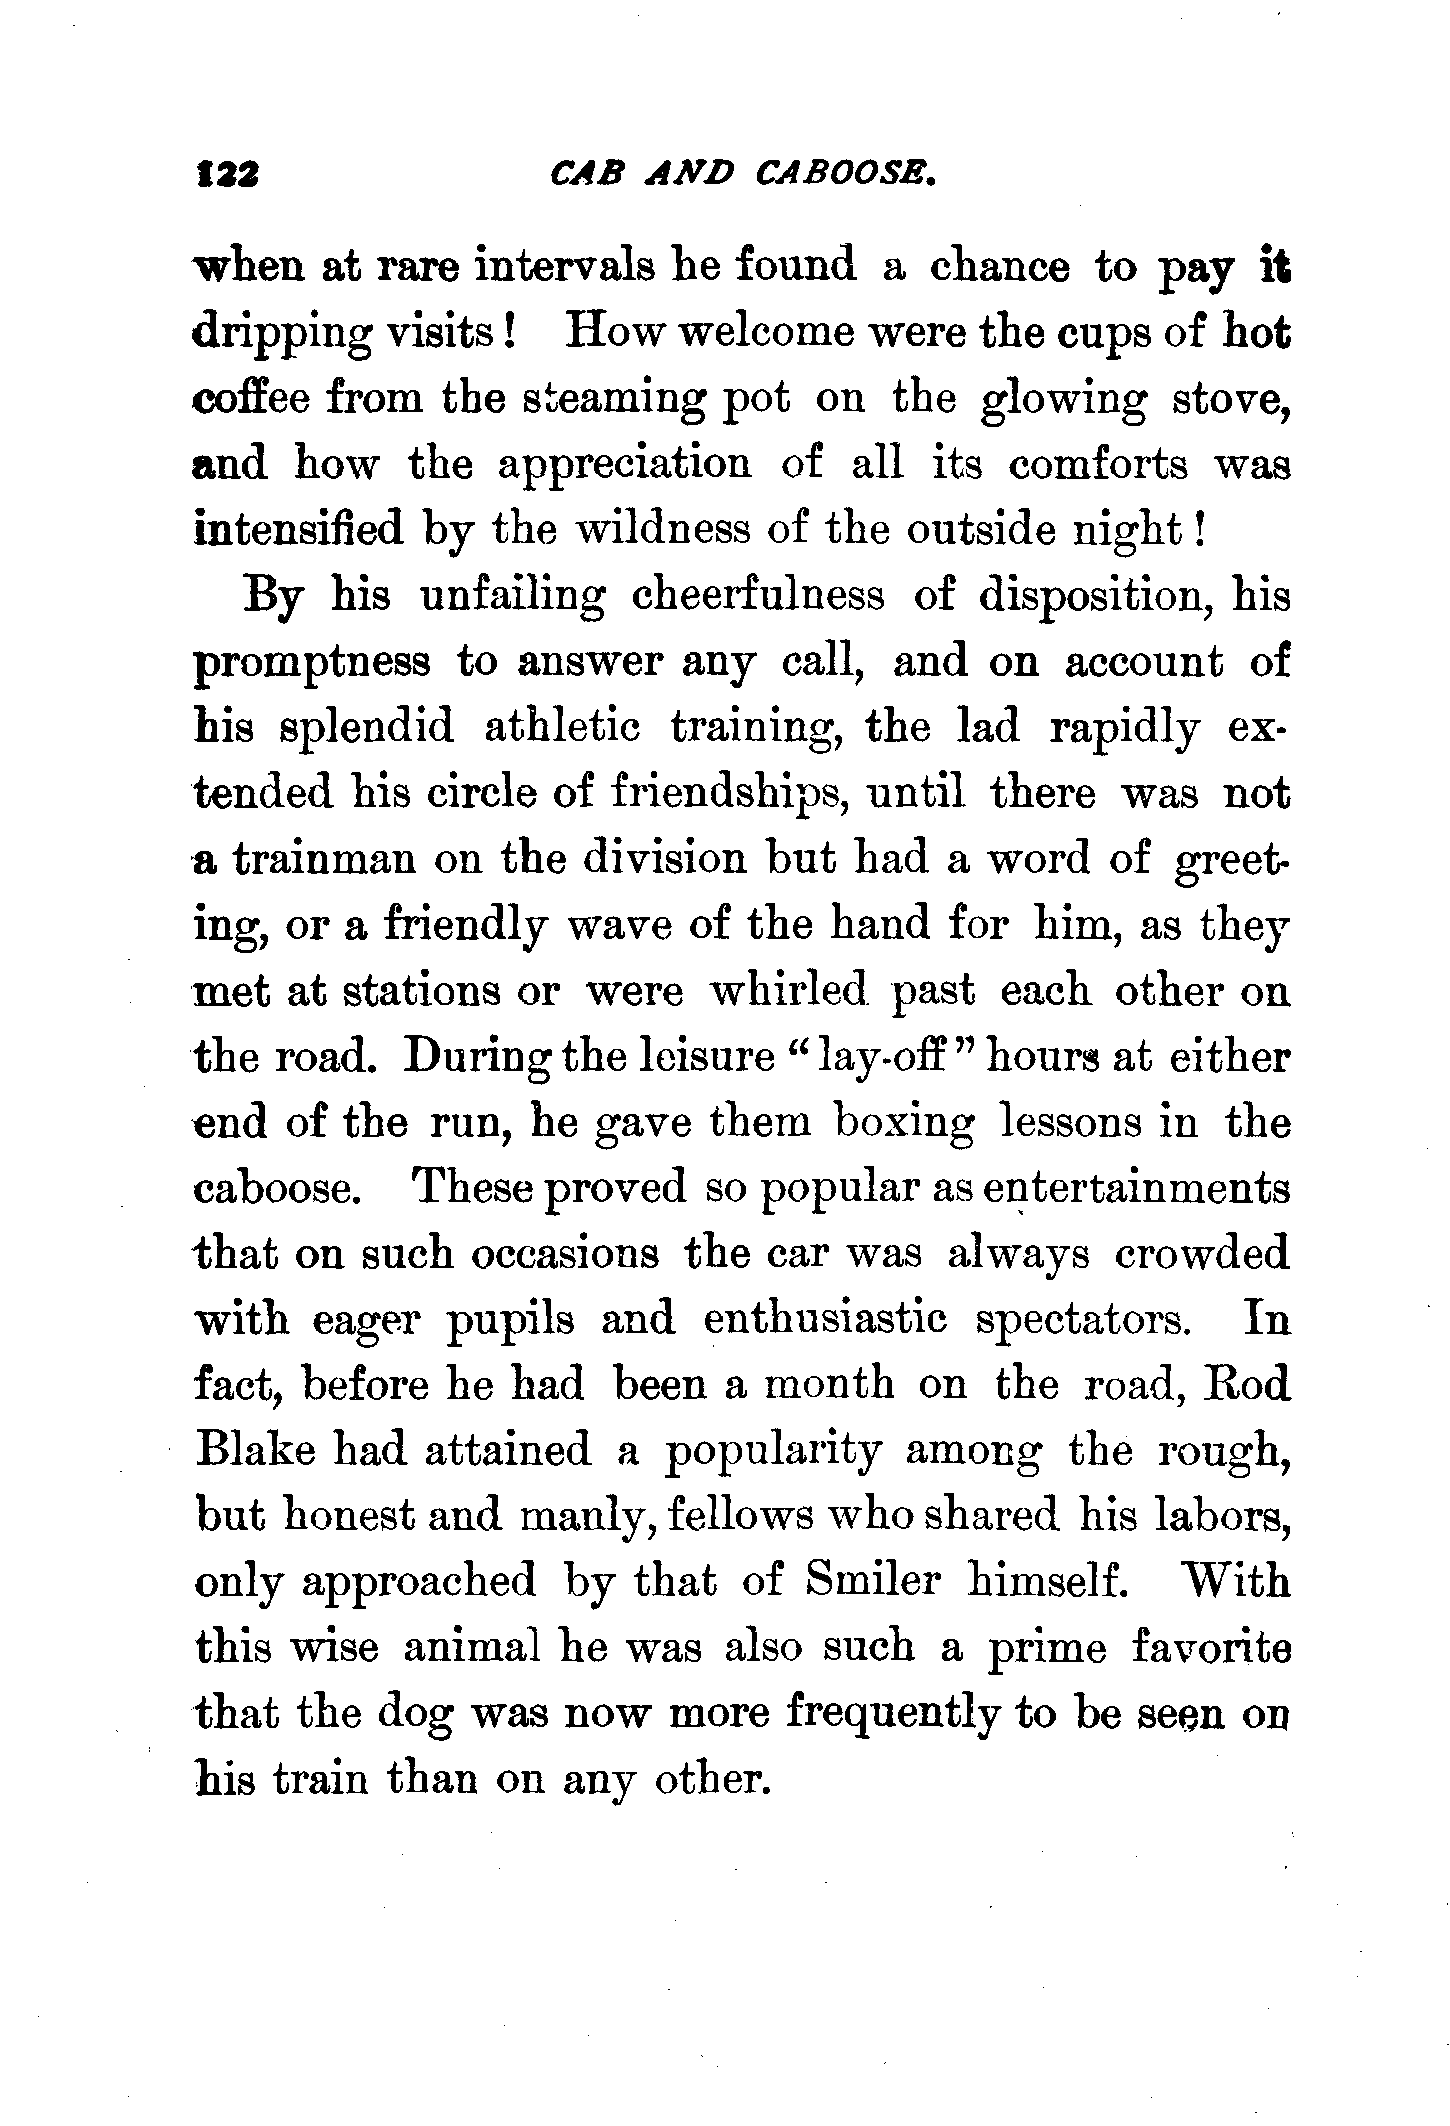 122 CAB AND CABOOSE.
when at rare intervals he found a chance to pay it
dripping visits! How welcome were the cups of hot
coffee from the steaming pot on the glowing stove,
and how the appreciation of all its comforts was
intensified by the wildness of the outside night!
By his unfailing cheerfulness of disposition, his
promptness to answer any call, and on account of
his splendid athletic training, the lad rapidly ex-
tended his circle of friendships, until there was not
a trainman on the division but had a word of greet-
ing, or a friendly wave of the hand for him, as they
met at stations or were whirled past each other on
the road. During the leisure "lay-off" hours at either
end of the run, he gave them boxing lessons in the
caboose. These proved so popular as entertainments
that on such occasions the car was always crowded
with eager pupils and enthusiastic spectators. In
fact, before he had been a month on the road, Rod
Blake had attained a popularity among the rough,
but honest and manly, fellows who shared his labors,
only approached by that of Smiler himself. With
this wise animal he was also such a prime favorite
that the dog was now more frequently to be seen on
his train than on any other.